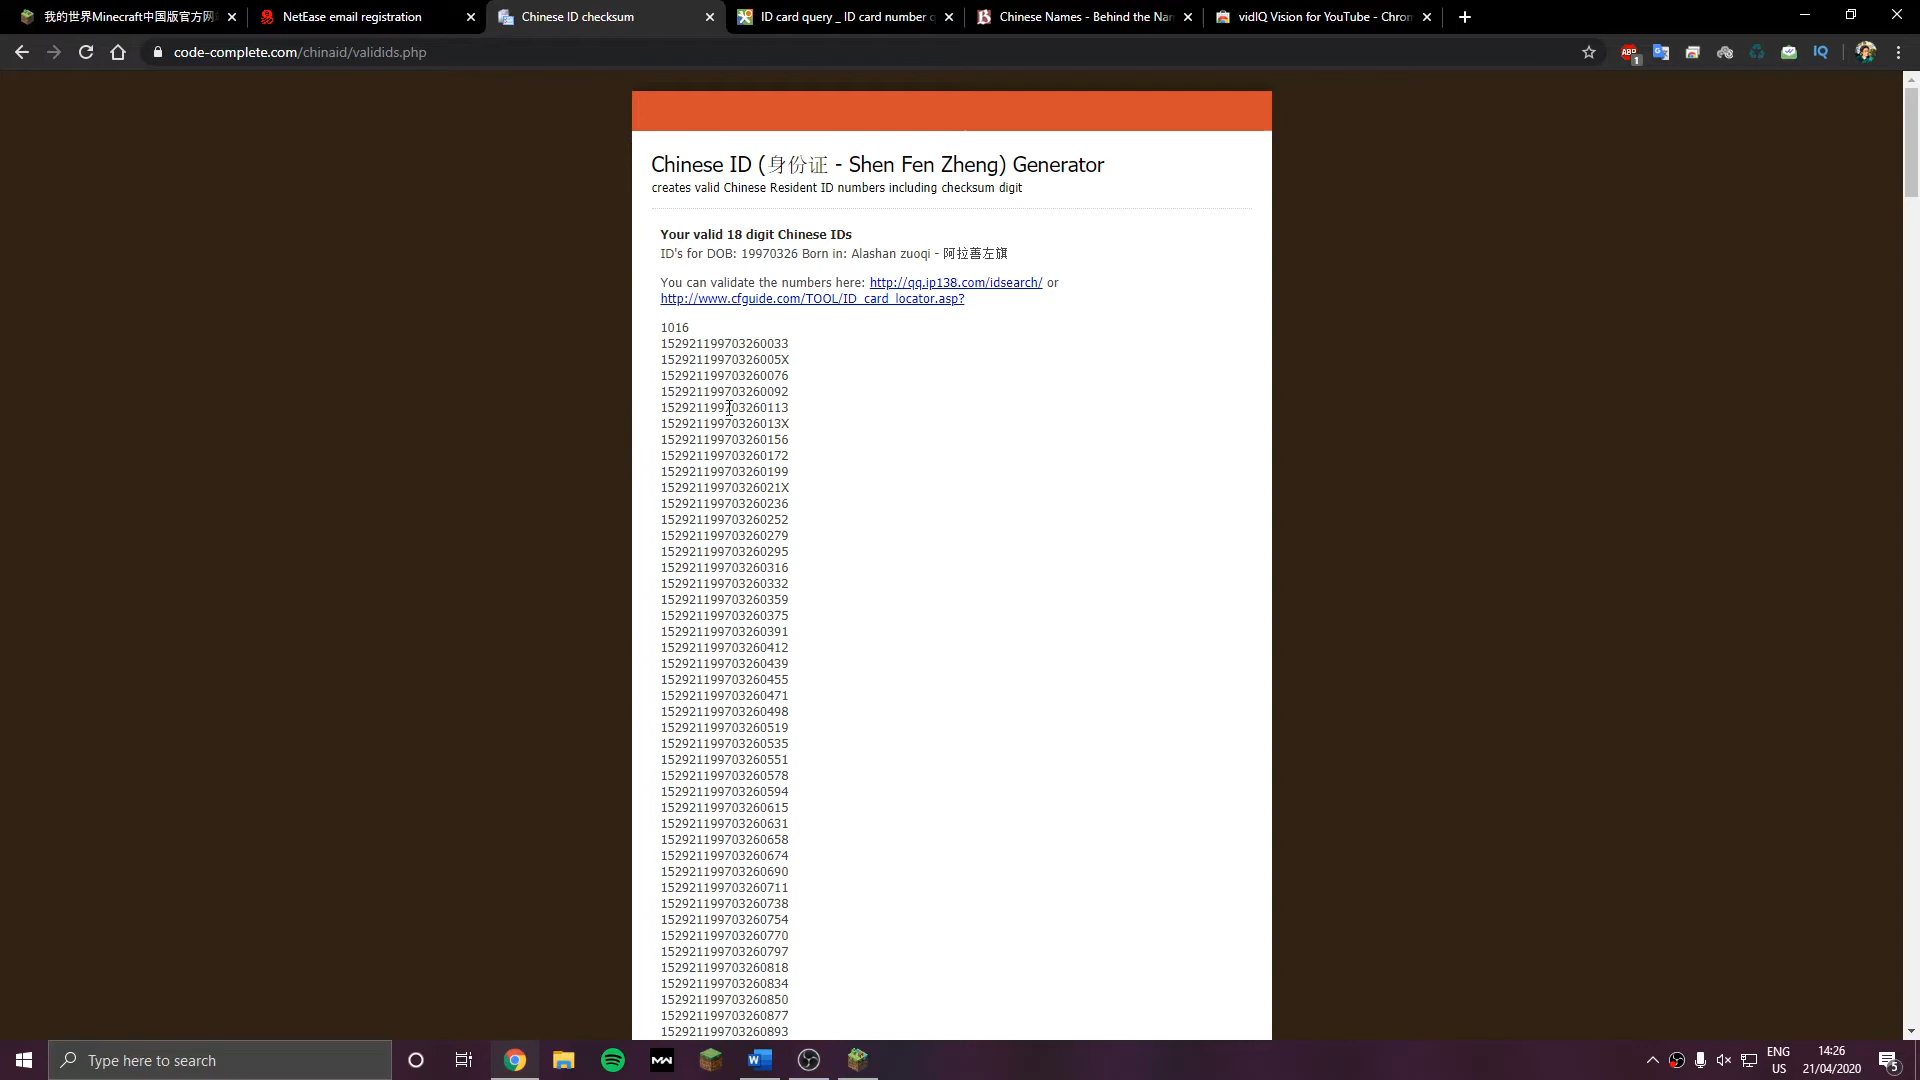 我的世界Minecraft中国版官方网
NetEase email registration
Chinese ID checksum
ID card query _ ID card number q
Chinese Names - Behind the Nam
vidIQ Vision for YouTube - Chrom
code-complete.com/chinaid/validids.php
ABP
1
IQ
Chinese ID (身份证 - Shen Fen Zheng) Generator
creates valid Chinese Resident ID numbers including checksum digit
Your valid 18 digit Chinese IDs
ID's for DOB: 19970326 Born in: Alashan zuoqi - 阿拉善左旗
You can validate the numbers here: http://qq.ip138.com/idsearch/ or
http://www.cfguide.com/TOOL/ID_card_locator.asp?
1016
152921199703260033
15292119970326005X
152921199703260076
152921199703260092
152921199703260113
15292119970326013X
152921199703260156
152921199703260172
152921199703260199
15292119970326021X
152921199703260236
152921199703260252
152921199703260279
152921199703260295
152921199703260316
152921199703260332
152921199703260359
152921199703260375
152921199703260391
152921199703260412
152921199703260439
152921199703260455
152921199703260471
152921199703260498
152921199703260519
152921199703260535
152921199703260551
152921199703260578
152921199703260594
152921199703260615
152921199703260631
152921199703260658
152921199703260674
152921199703260690
152921199703260711
152921199703260738
152921199703260754
152921199703260770
152921199703260797
152921199703260818
152921199703260834
152921199703260850
152921199703260877
152921199703260893
Type here to search
MW
W
ENG
US
14:26
21/04/2020
5